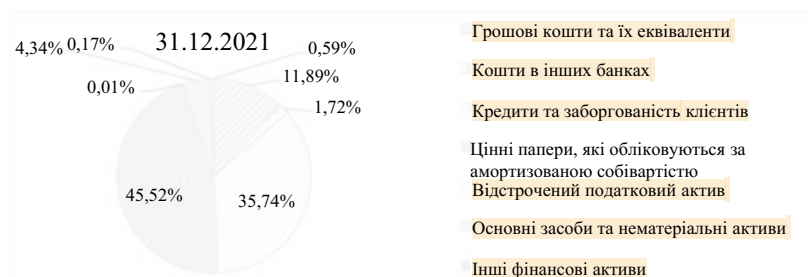 31.12.2021
4,34%
0,17%
0,59%
0,01%
11,89%
1,72%
45,52%
35,74%
Грошові кошти та їх еквіваленти
Кошти в інших банках
Кредити та заборгованість клієнтів
Цінні папери, які обліковуються за
амортизованою собівартістю
Відстрочений податковий актив
Основні засоби та нематеріальні активи
Інші фінансові активи